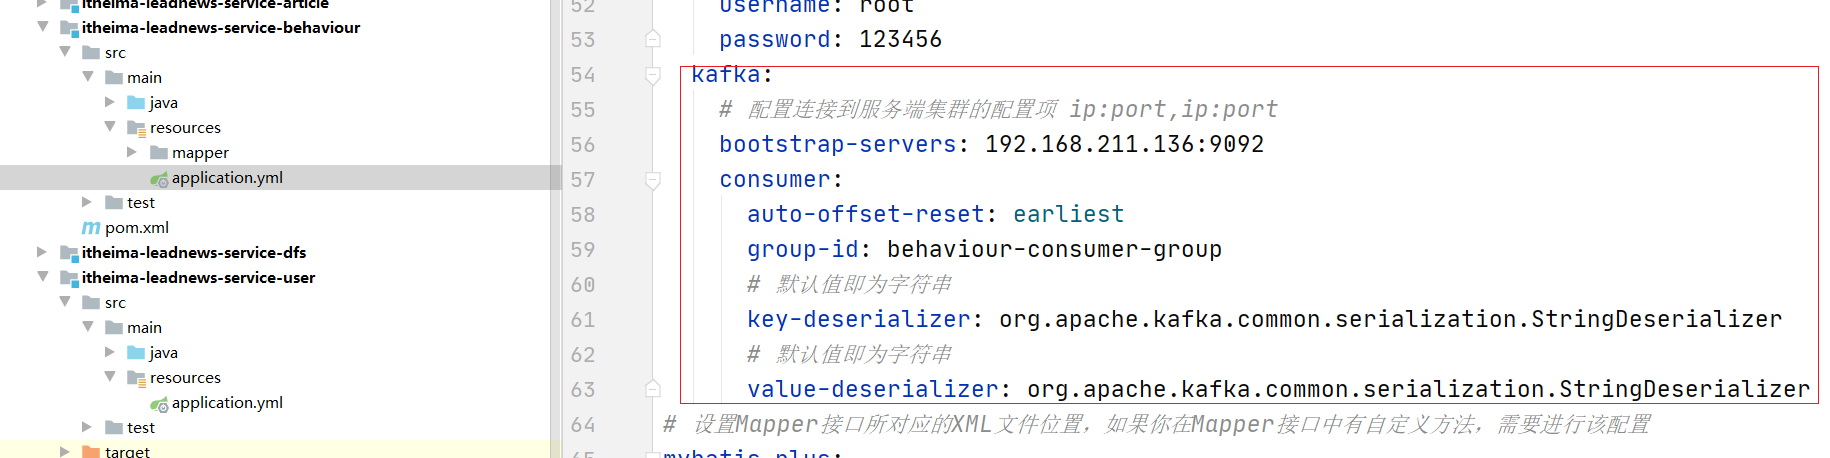 itheima-leadnews-service-article
itheima-leadnews-service-behaviour
src
main
java
resources
mapper
application.yml
test
pom.xml
itheima-leadnews-service-dfs
itheima-leadnews-service-user
src
main
java
resources
application.yml
test
target
52 username: root
53 password: 123456
54 kafka:
55 # 配置连接到服务端集群的配置项 ip:port,ip:port
56 bootstrap-servers: 192.168.211.136:9092
57 consumer:
58 auto-offset-reset: earliest
59 group-id: behaviour-consumer-group
60 # 默认值即为字符串
61 key-deserializer: org.apache.kafka.common.serialization.StringDeserializer
62 # 默认值即为字符串
63 value-deserializer: org.apache.kafka.common.serialization.StringDeserializer
64 # 设置Mapper接口所对应的XML文件位置，如果你在Mapper接口中有自定义方法，需要进行该配置
65 mybatis-plus: